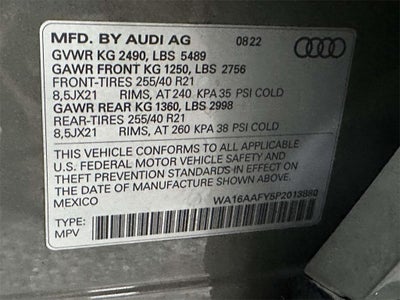 MFD. BY AUDI AG 08 22
GVWR KG 2490, LBS 5489
GAWR FRONT KG 1250, LBS 2756
FRONT-TIRES 255/40 R21
8,5JX21 RIMS, AT 240 KPA 35 PSI COLD
GAWR REAR KG 1360, LBS 2998
REAR-TIRES 255/40 R21
8,5JX21 RIMS, AT 260 KPA 38 PSI COLD
THIS VEHICLE CONFORMS TO ALL APPLICABLE
U.S. FEDERAL MOTOR VEHICLE SAFETY AND
THEFT PREVENTION STANDARDS IN EFFECT ON
THE DATE OF MANUFACTURE SHOWN ABOVE.
MEXICO WA16AAFY5P2013880
TYPE:
MPV